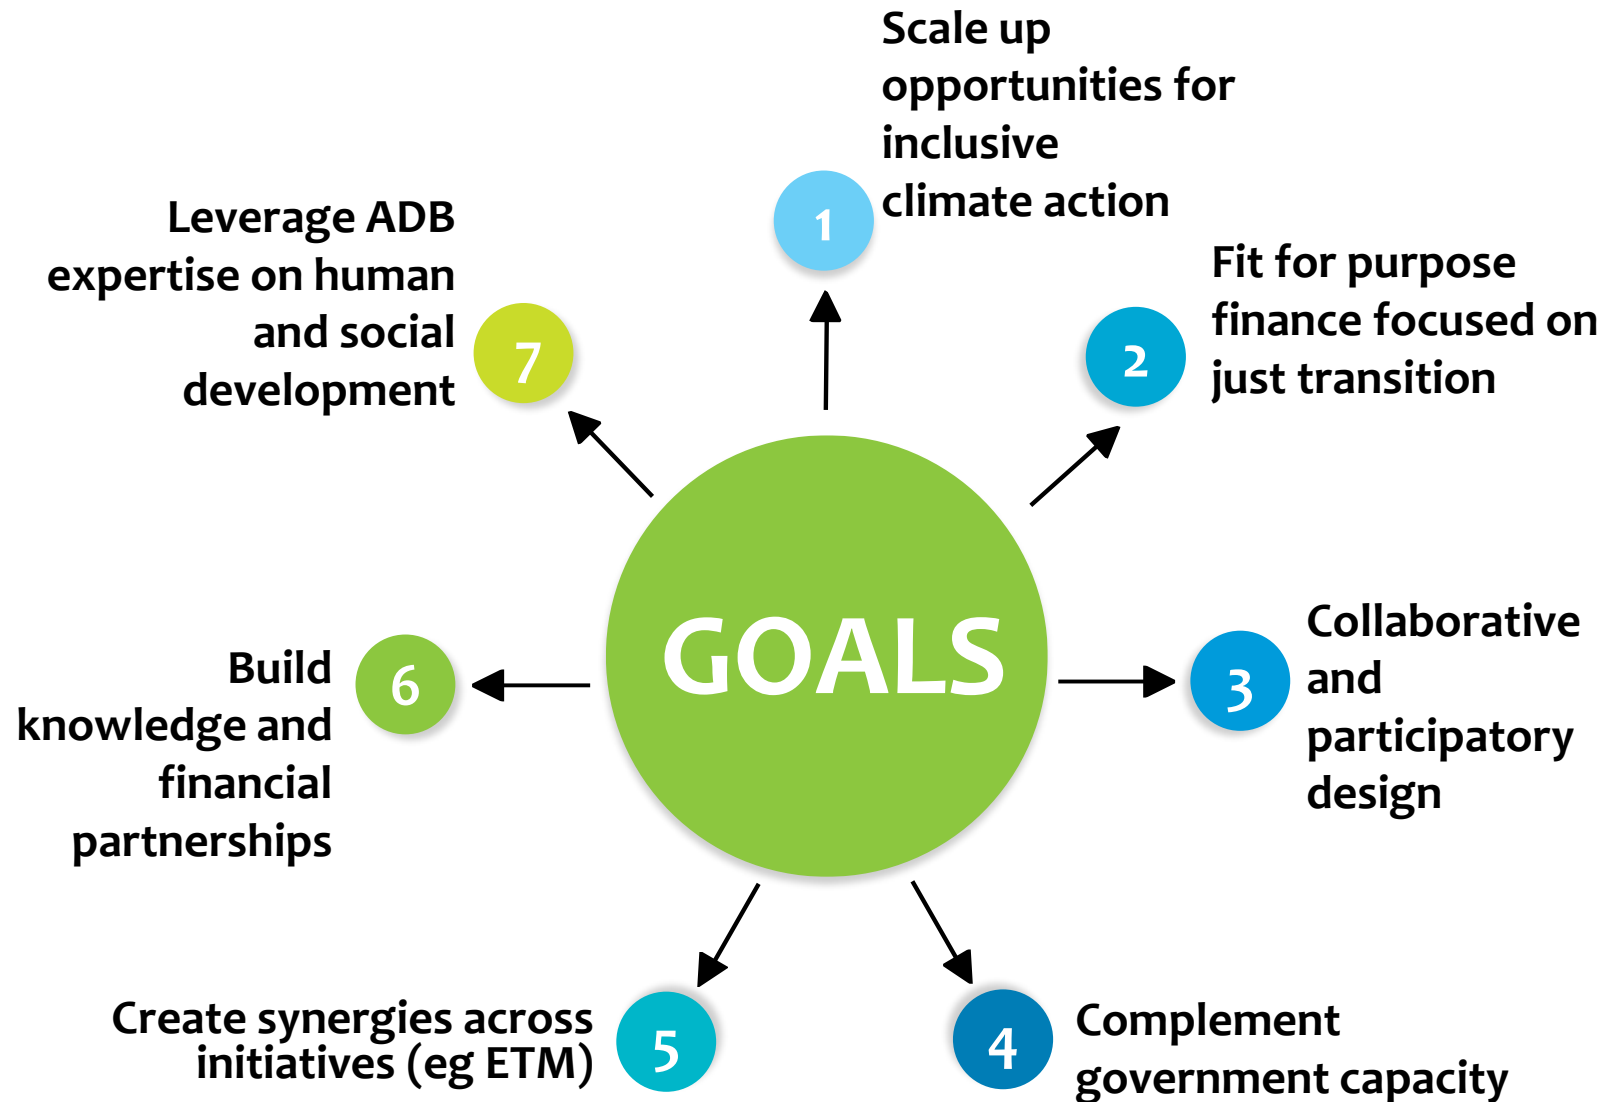 GOALS
1
Scale up
opportunities for
inclusive
climate action
2
Fit for purpose
finance focused on
just transition
3
Collaborative
and
participatory
design
4
Complement
government capacity
5
Create synergies across
initiatives (eg ETM)
6
Build
knowledge and
financial
partnerships
7
Leverage ADB
expertise on human
and social
development